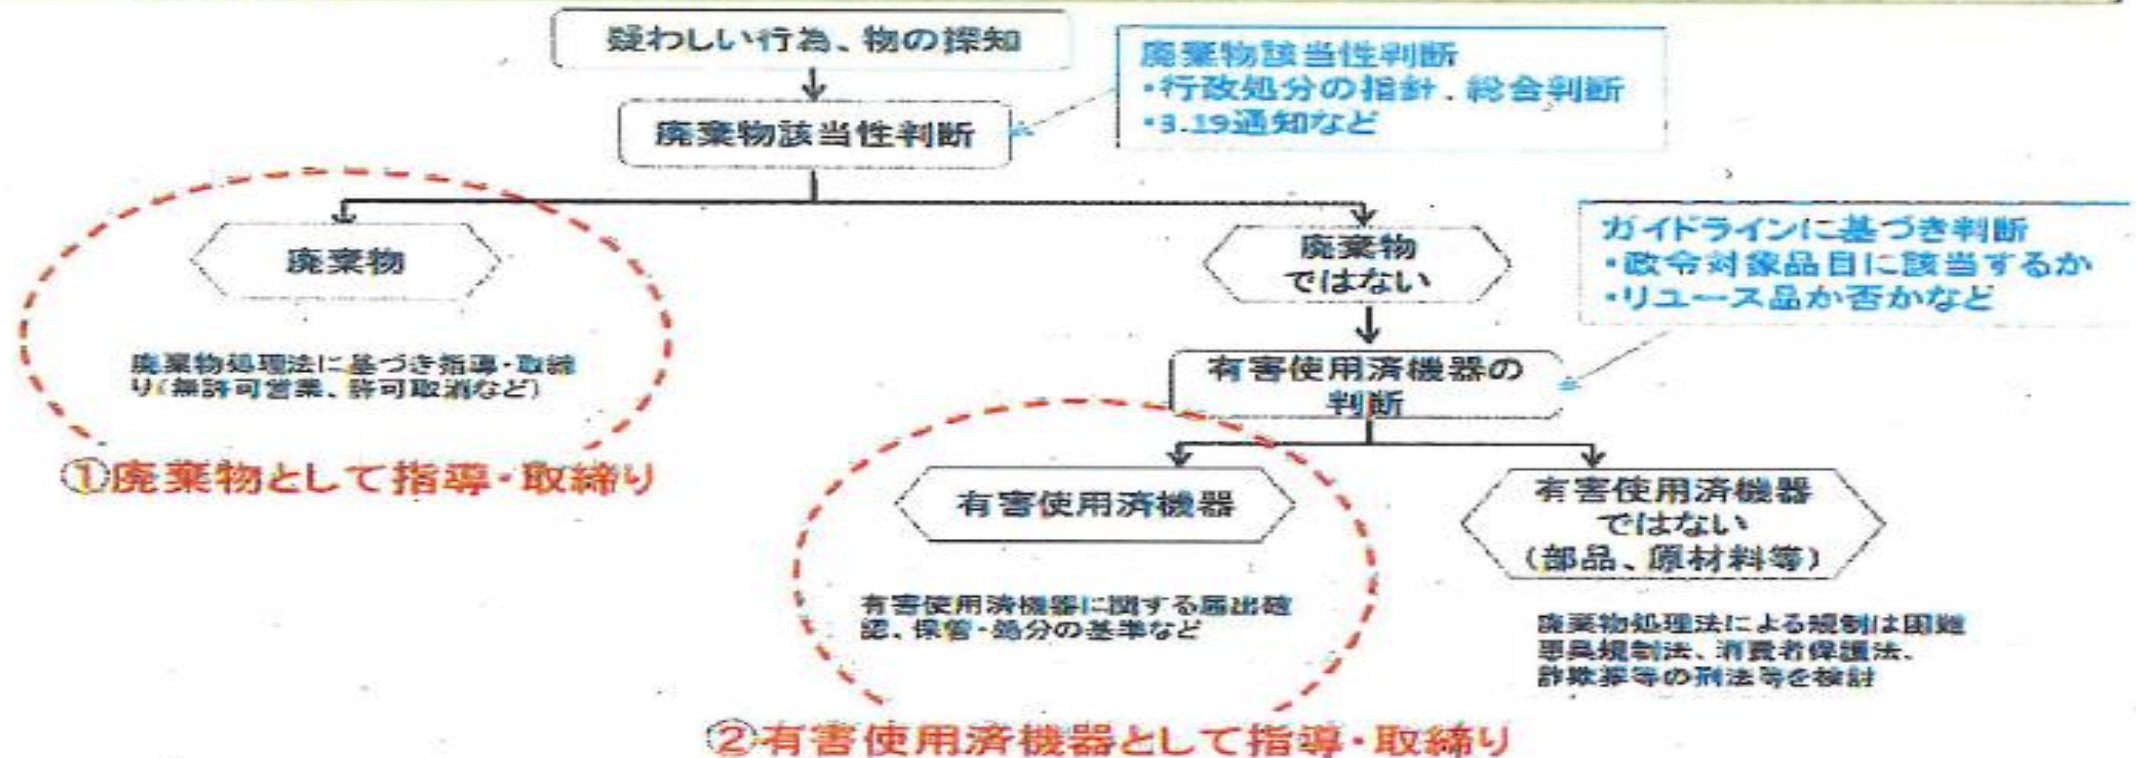 疑わしい行為、物の探知
廃棄物該当性判断
・行政処分の指針、総合判断
・3.19通知など
廃棄物該当性判断
廃棄物
廃棄物
ではない
ガイドラインに基づき判断
・政令対象品目に該当するか
・リユース品か否かなど
廃棄物処理法に基づき指導・取締
り(無許可営業、許可取消など)
有害使用済機器の
判断
①廃棄物として指導・取締り
有害使用済機器
有害使用済機器
ではない
(部品、原材料等)
有害使用済機器に関する届出確
認、保管・処分の基準など
廃棄物処理法による規制は困難
悪臭規制法、消費者保護法、
詐欺罪等の刑法等を検討
②有害使用済機器として指導・取締り